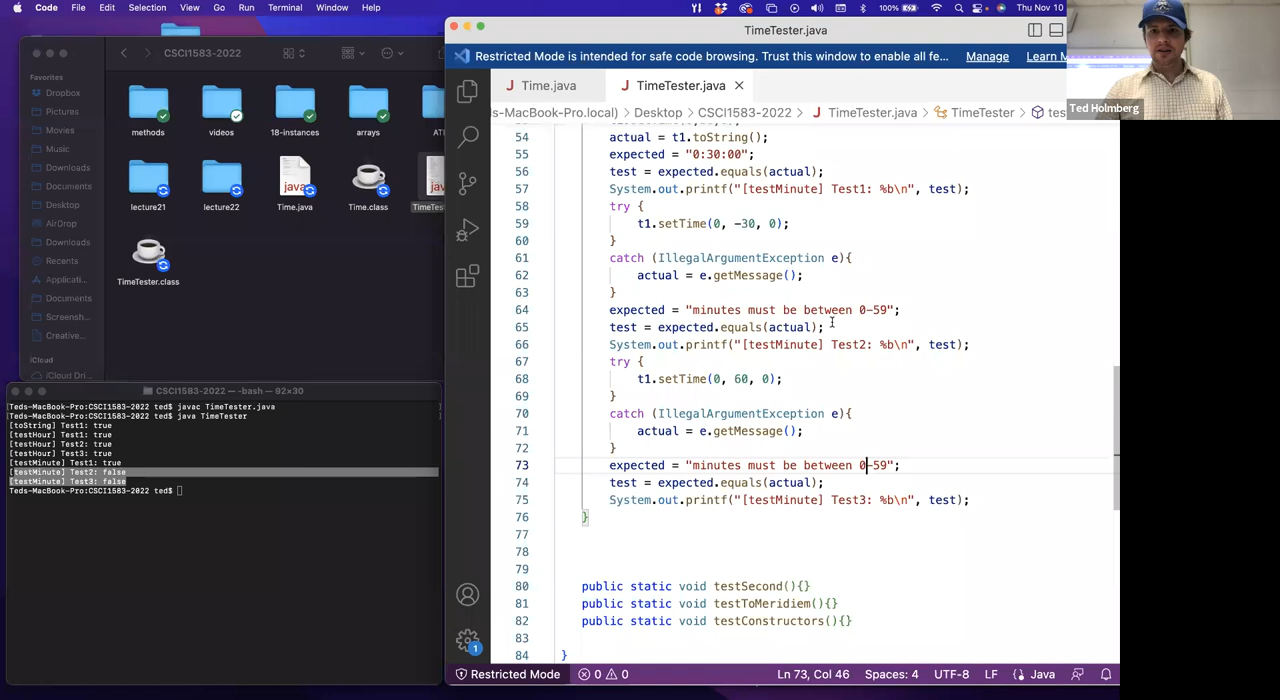 Code File Edit Selection View Go Run Terminal Window Help
100% Thu Nov 10
CSCI1583-2022
Favorites
Dropbox
Pictures
Movies
Music
Downloads
Documents
Desktop
AirDrop
Downloads
Recents
Applicati...
Documents
Screensh...
Creative...
iCloud
iCloud Dri...
methods videos 18-instances arrays
lecture21 lecture22 Time.java Time.class TimeTes
java
TimeTester.class
CSCI1583-2022 — -bash — 92×30
Teds-MacBook-Pro:CSCI1583-2022 ted$ javac TimeTester.java
Teds-MacBook-Pro:CSCI1583-2022 ted$ java TimeTester
[toString] Test1: true
[testHour] Test1: true
[testHour] Test2: true
[testHour] Test3: true
[testMinute] Test1: true
[testMinute] Test2: false
[testMinute] Test3: false
Teds-MacBook-Pro:CSCI1583-2022 ted$
TimeTester.java
Restricted Mode is intended for safe code browsing. Trust this window to enable all fe... Manage Learn M
Time.java TimeTester.java
ds-MacBook-Pro.local) > Desktop > CSCI1583-2022 > TimeTester.java > TimeTester > tes
54 actual = t1.toString();
55 expected = "0:30:00";
56 test = expected.equals(actual);
57 System.out.printf("[testMinute] Test1: %b\n", test);
58 try {
59 t1.setTime(0, -30, 0);
60 }
61 catch (IllegalArgumentException e){
62 actual = e.getMessage();
63 }
64 expected = "minutes must be between 0-59";
65 test = expected.equals(actual);
66 System.out.printf("[testMinute] Test2: %b\n", test);
67 try {
68 t1.setTime(0, 60, 0);
69 }
70 catch (IllegalArgumentException e){
71 actual = e.getMessage();
72 }
73 expected = "minutes must be between 0-59";
74 test = expected.equals(actual);
75 System.out.printf("[testMinute] Test3: %b\n", test);
76 }
77
78
79
80 public static void testSecond(){}
81 public static void testToMeridiem(){}
82 public static void testConstructors(){}
83
84 }
1
Restricted Mode 0 0 Ln 73, Col 46 Spaces: 4 UTF-8 LF Java
Ted Holmberg